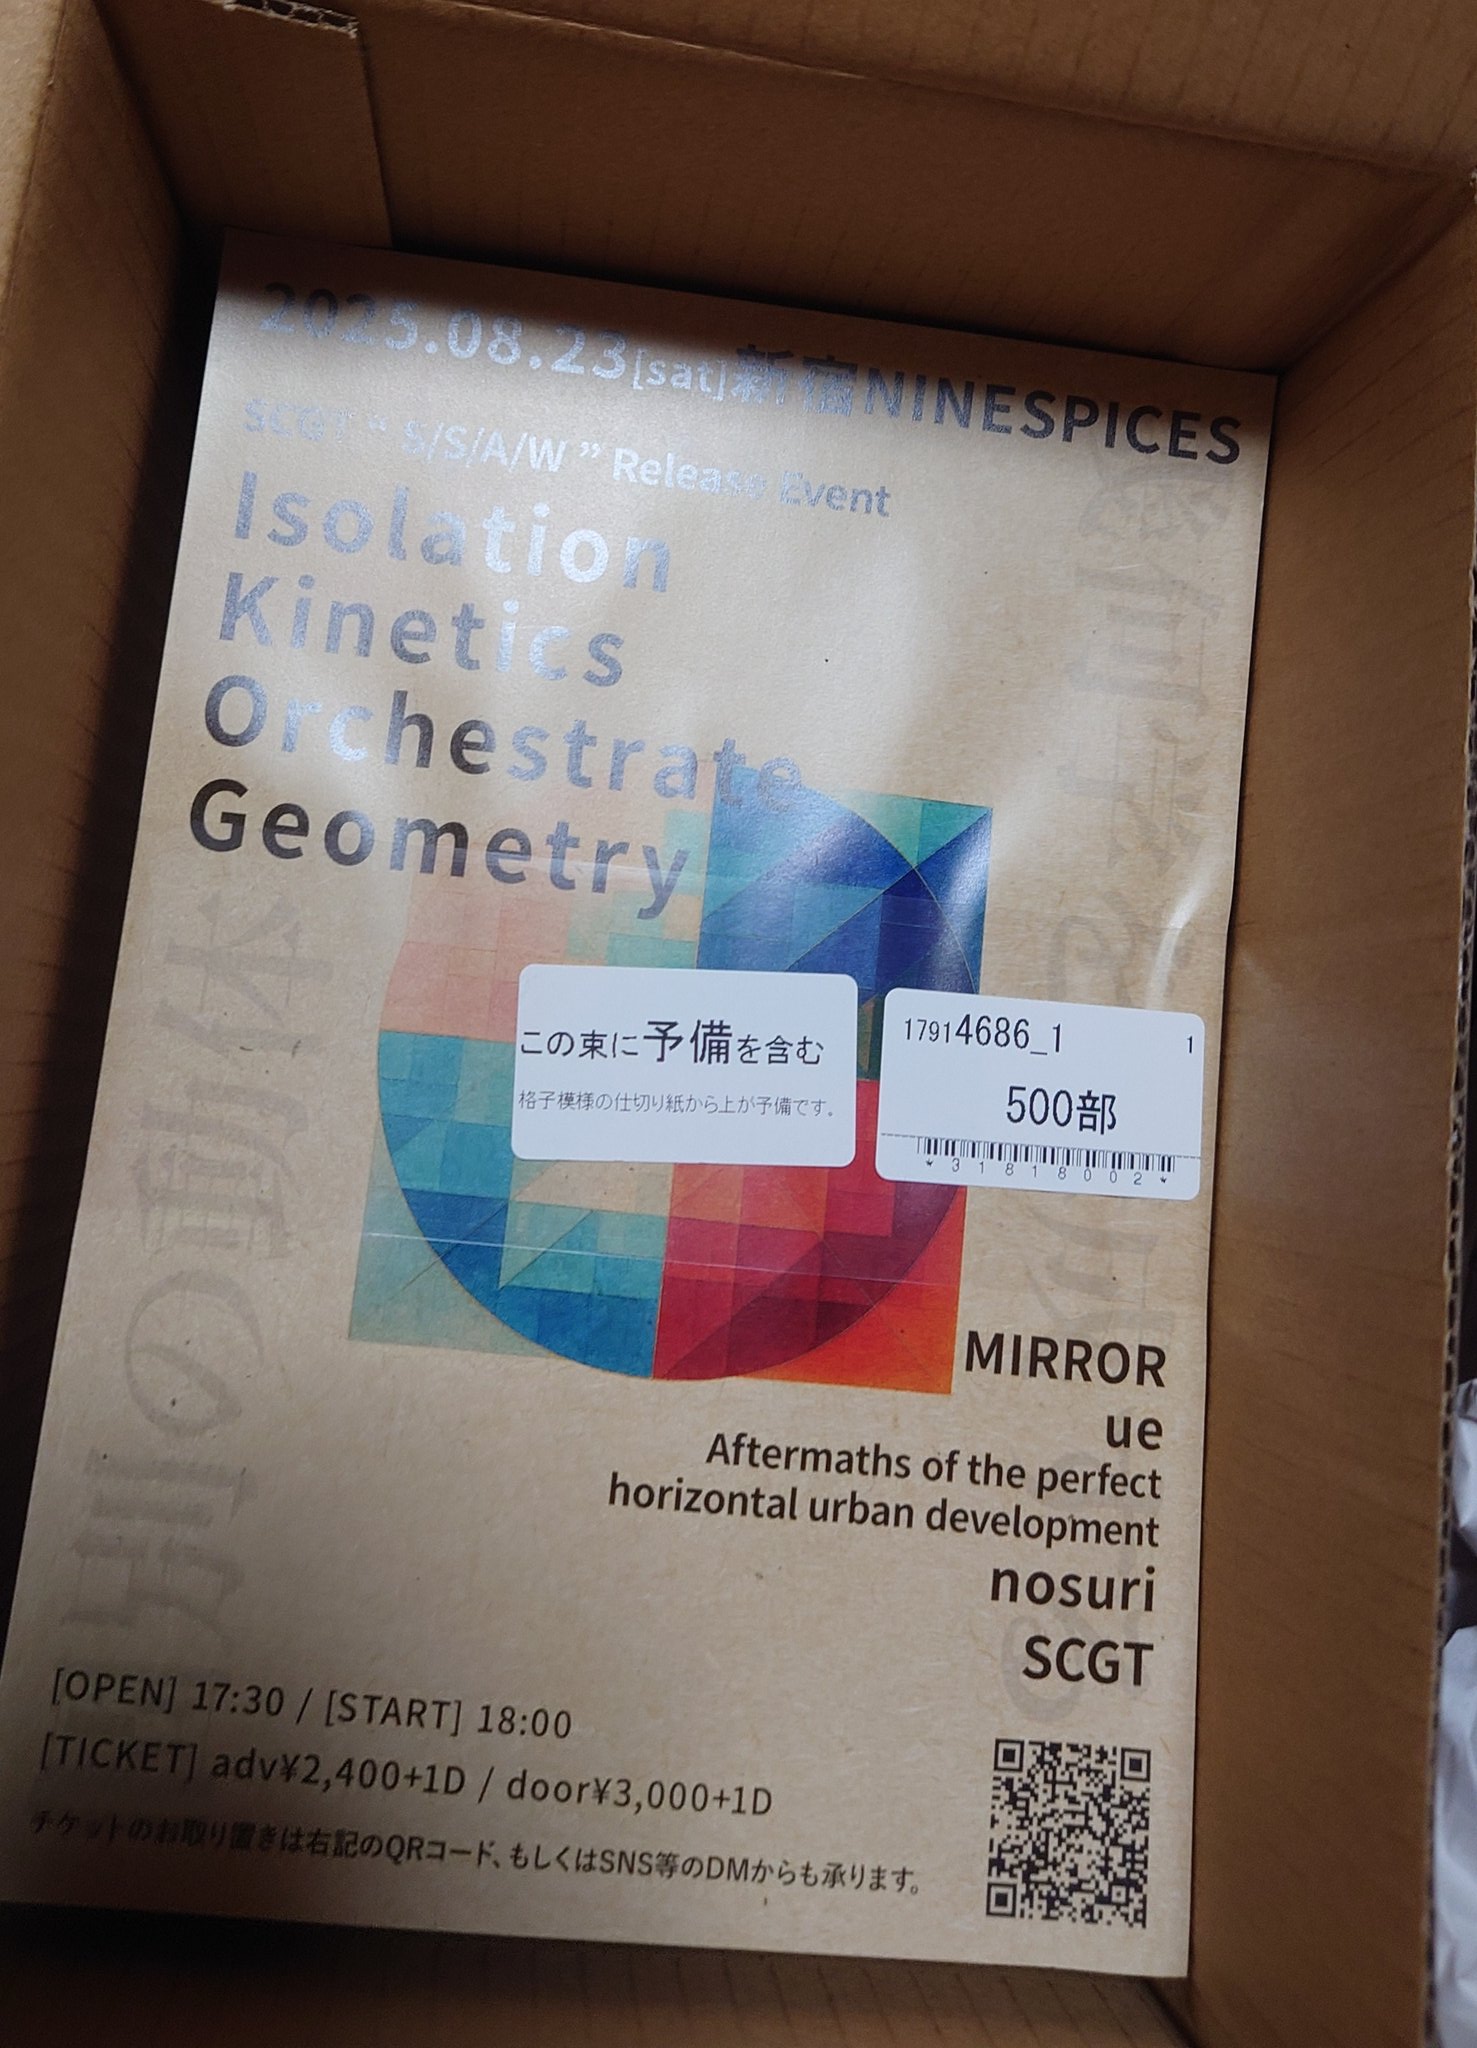 2025.08.23[sat]新宿NINESPICES
SCGT “ S/S/A/W ” Release Event
Isolation
Kinetics
Orchestrate
Geometry
この束に予備を含む
格子模様の仕切り紙から上が予備です。
17914686_1 1
500部
*31818002*
MIRROR
ue
Aftermaths of the perfect
horizontal urban development
nosuri
SCGT
[OPEN] 17:30 / [START] 18:00
[TICKET] adv¥2,400+1D / door¥3,000+1D
チケットのお取り置きは右記のQRコード、もしくはSNS等のDMからも承ります。